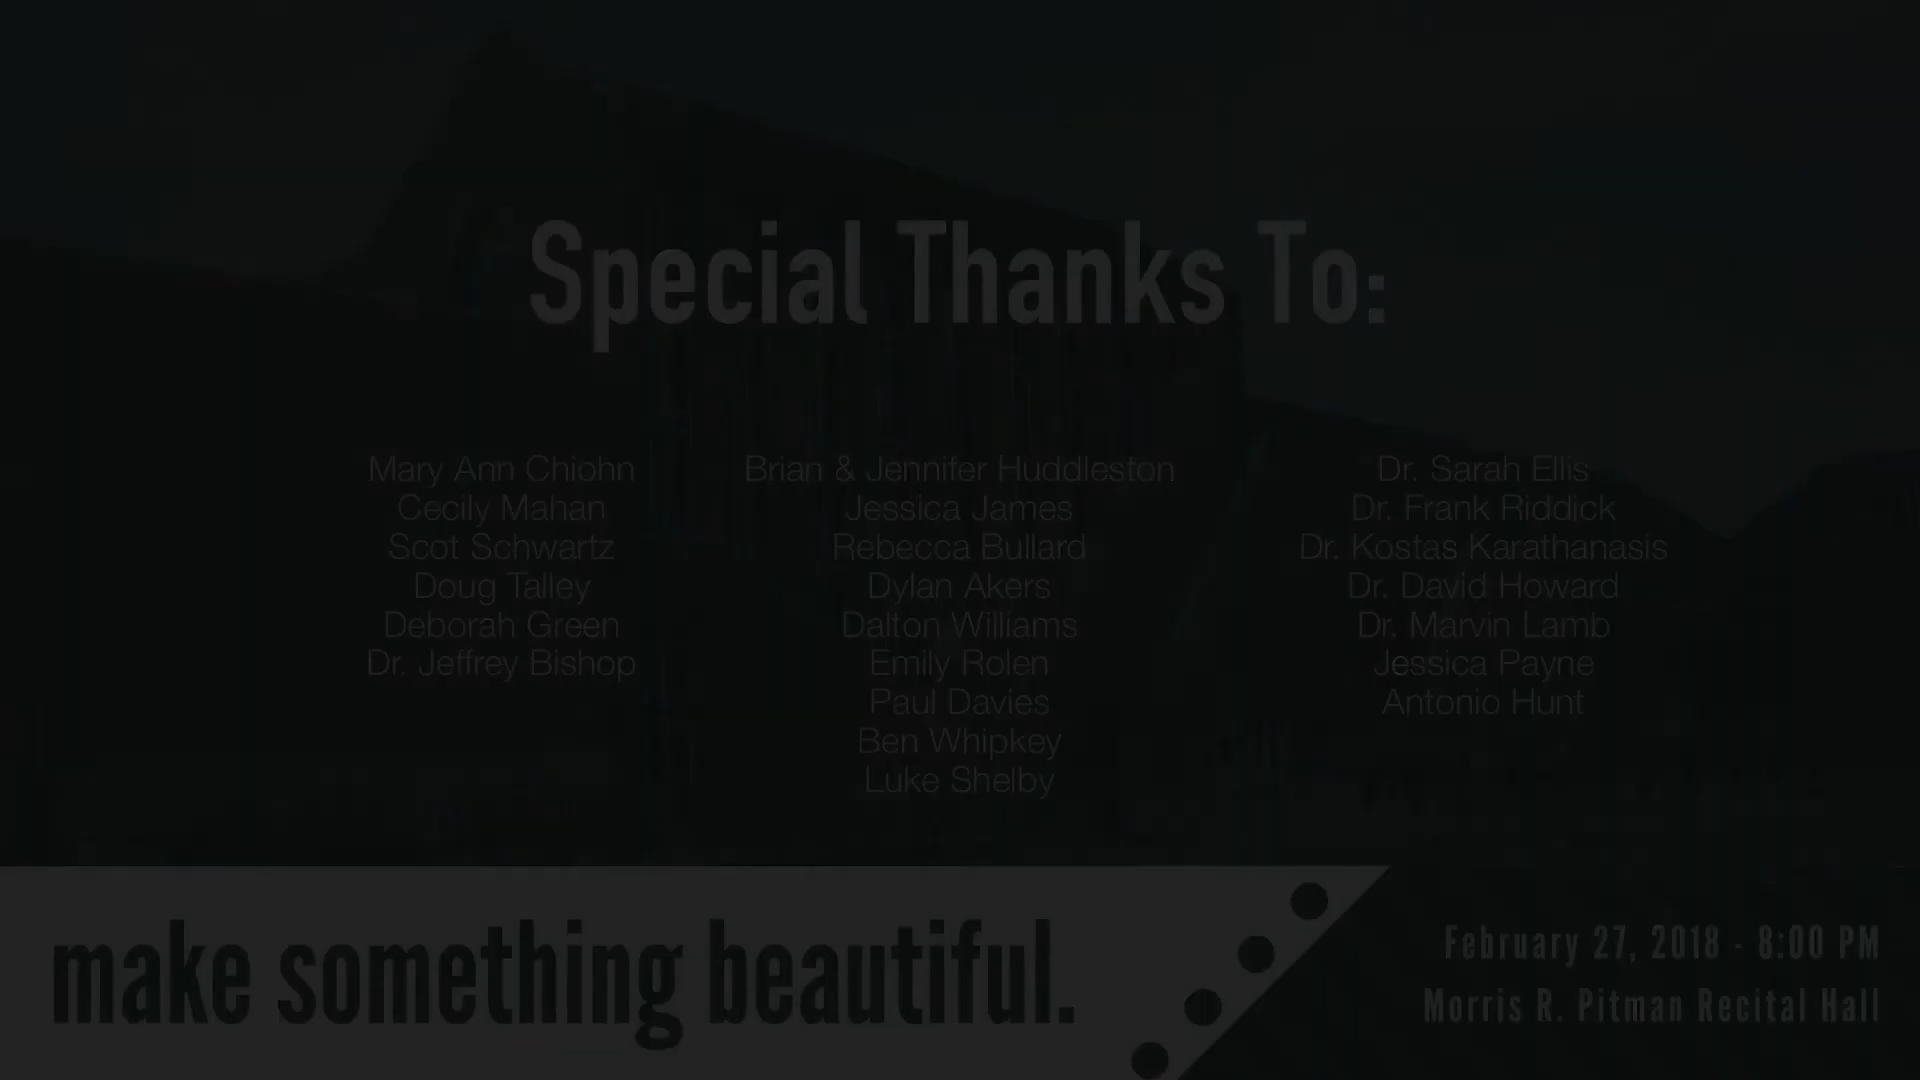 Special Thanks To:
Mary Ann Chiohn
Cecily Mahan
Scot Schwartz
Doug Talley
Deborah Green
Dr. Jeffrey Bishop
Brian & Jennifer Huddleston
Jessica James
Rebecca Bullard
Dylan Akers
Dalton Williams
Emily Rolen
Paul Davies
Ben Whipkey
Luke Shelby
Dr. Sarah Ellis
Dr. Frank Riddick
Dr. Kostas Karathanasis
Dr. David Howard
Dr. Marvin Lamb
Jessica Payne
Antonio Hunt
make something beautiful.
February 27, 2018 - 8:00 PM
Morris R. Pitman Recital Hall